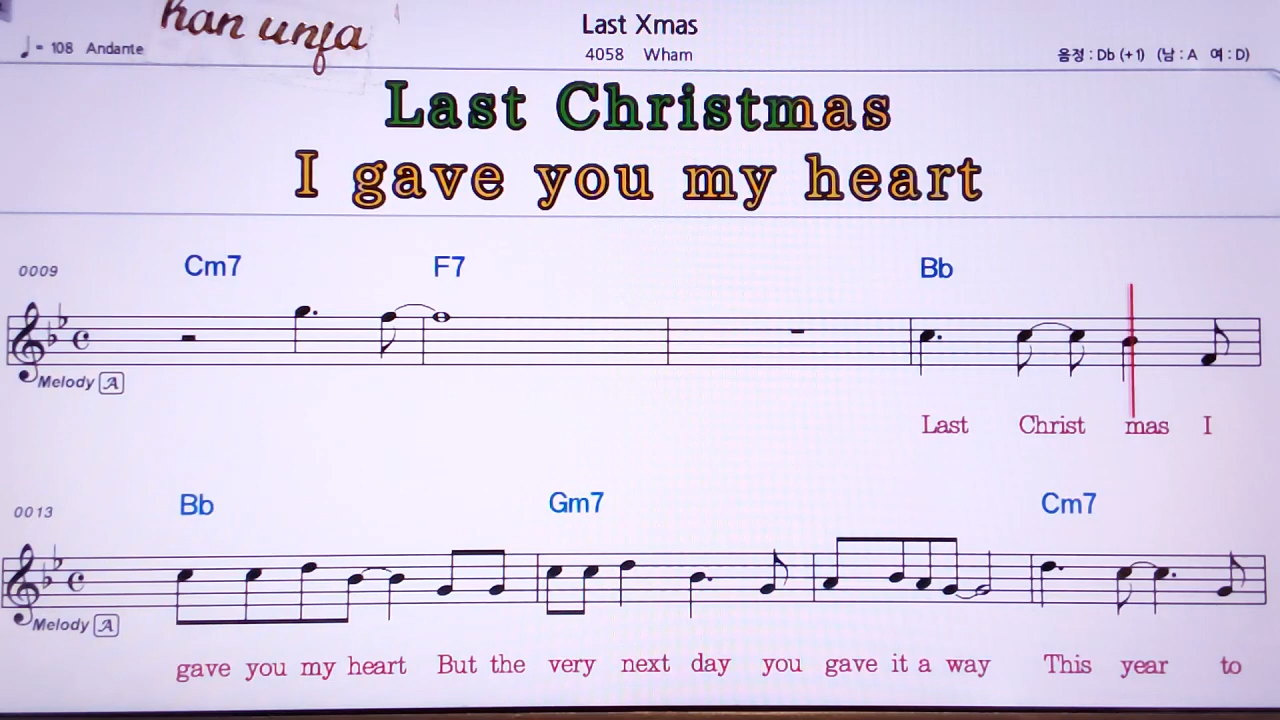 han unfa
Last Xmas
♩= 108 Andante
4058 Wham
음정 : Db (+1) (남 : A 여 : D)
Last Christmas
I gave you my heart
0009 Cm7 F7 Bb
Melody A
Last Christ mas I
0013 Bb Gm7 Cm7
Melody A
gave you my heart But the very next day you gave it a way This year to